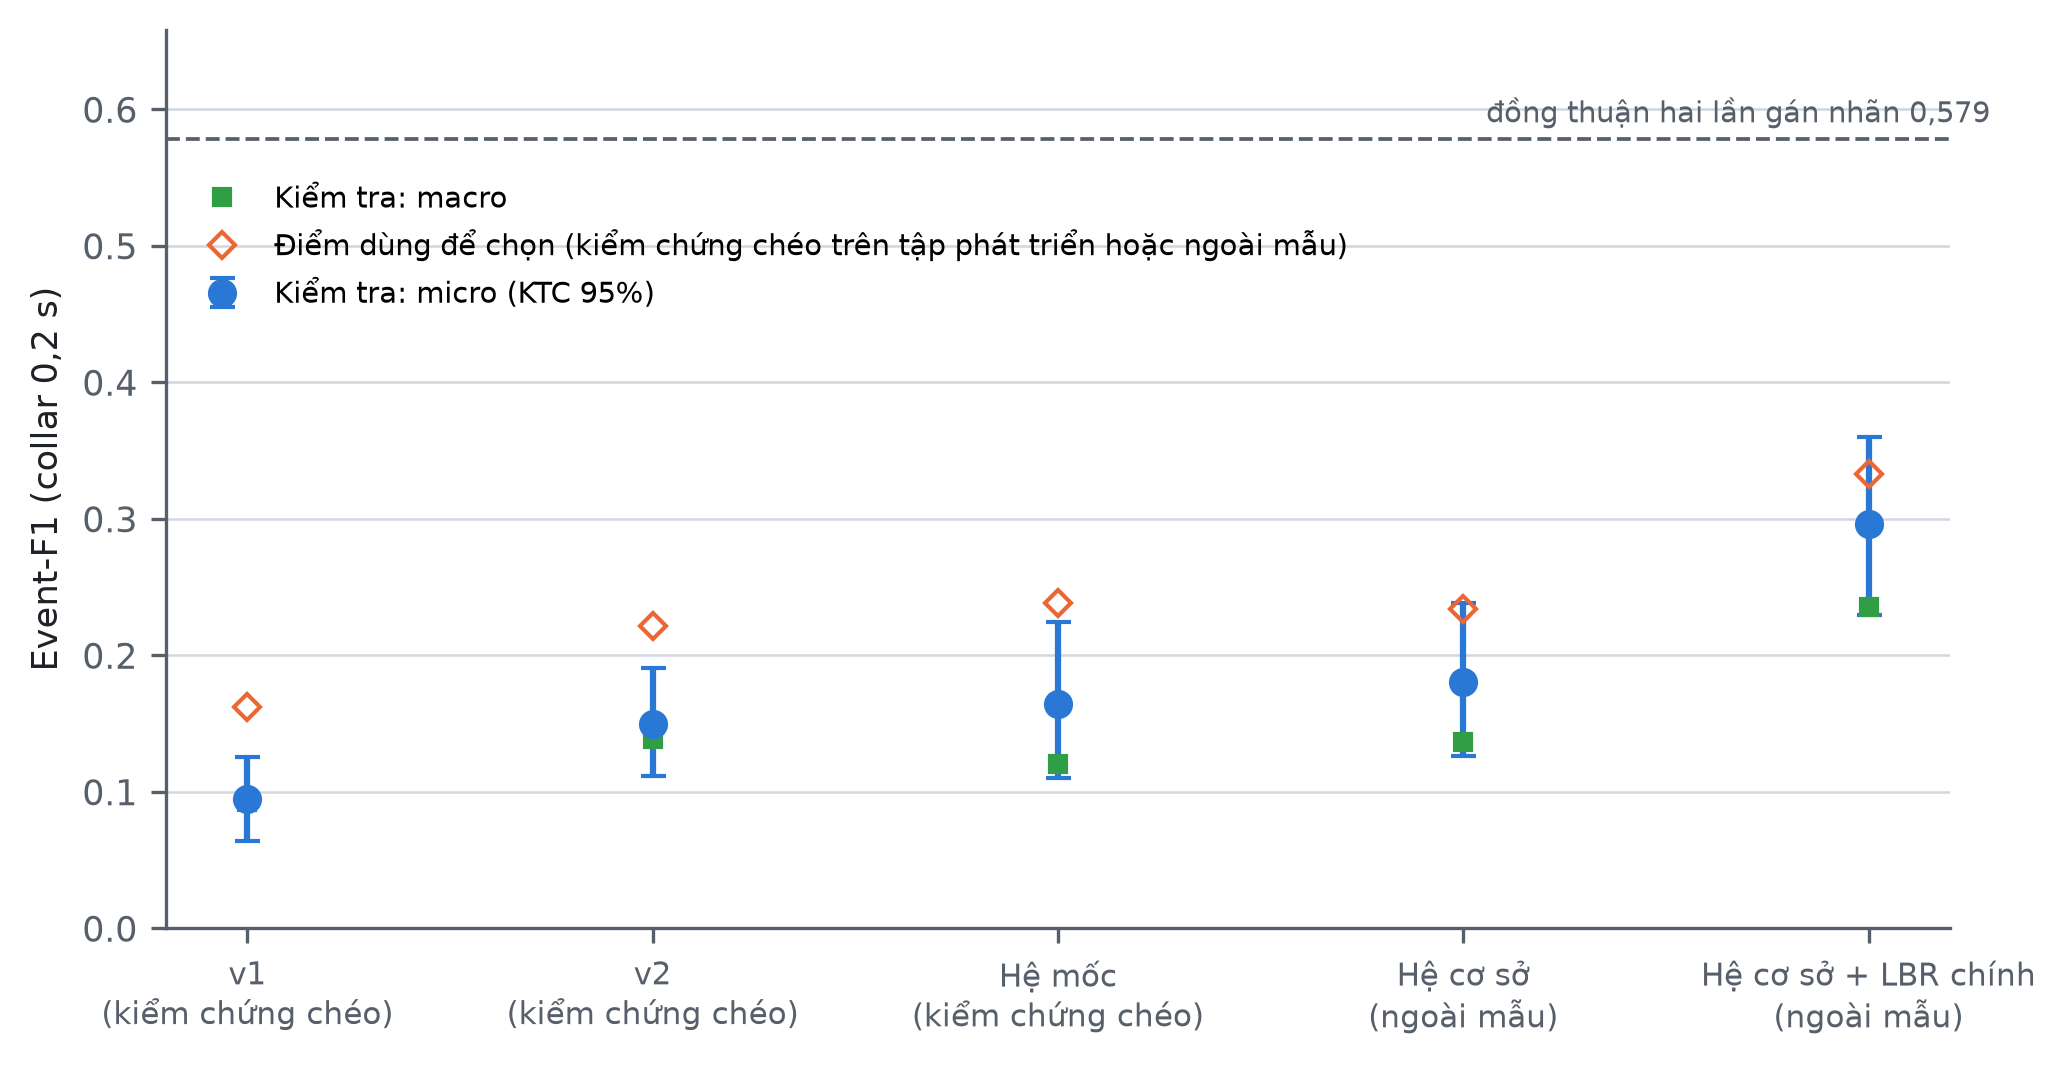 Event-F1 (collar 0,2 s)
0.6
0.5
0.4
0.3
0.2
0.1
0.0
đồng thuận hai lần gán nhãn 0,579
Kiểm tra: macro
Điểm dùng để chọn (kiểm chứng chéo trên tập phát triển hoặc ngoài mẫu)
Kiểm tra: micro (KTC 95%)
v1
(kiểm chứng chéo)
v2
(kiểm chứng chéo)
Hệ mốc
(kiểm chứng chéo)
Hệ cơ sở
(ngoài mẫu)
Hệ cơ sở + LBR chính
(ngoài mẫu)